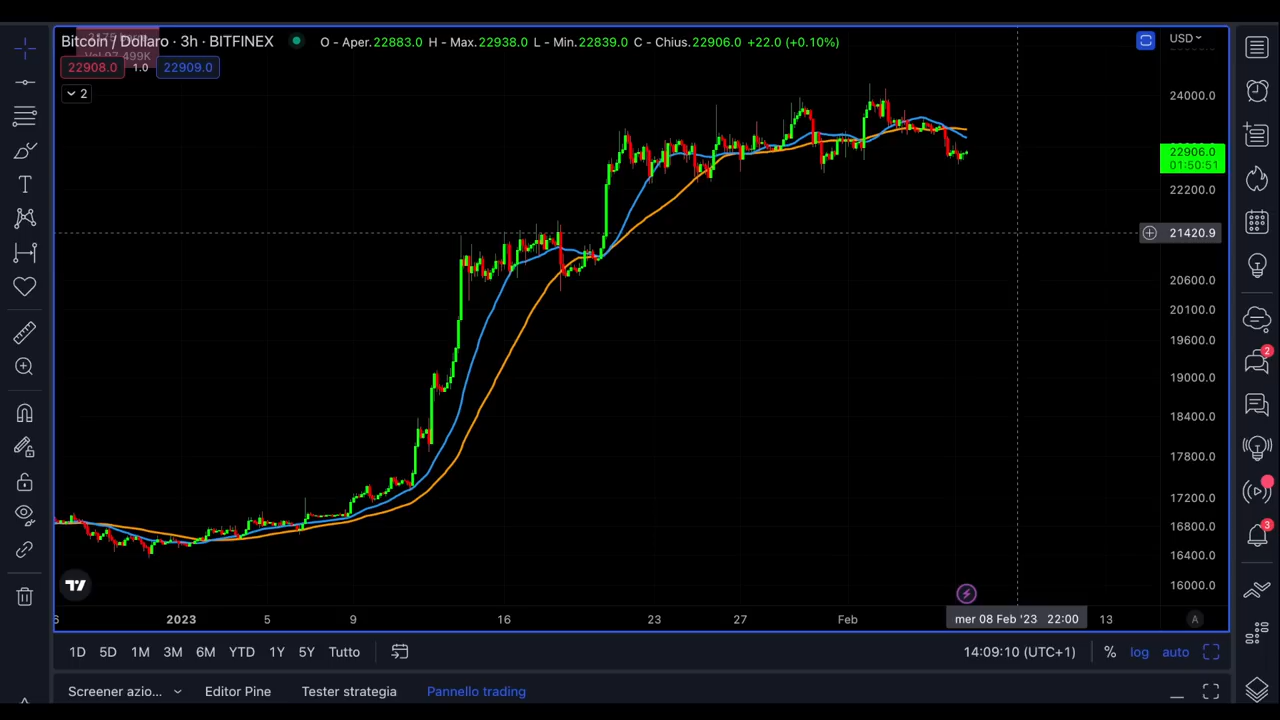 Bitcoin / Dollaro · 3h · BITFINEX
O - Aper.22883.0 H - Max.22938.0 L - Min.22839.0 C - Chius.22906.0 +22.0 (+0.10%)
USD
22908.0 1.0 22909.0
2
24000.0
22906.0
01:50:51
22200.0
21420.9
20600.0
20100.0
19600.0
19000.0
18400.0
17800.0
17200.0
16800.0
16400.0
16000.0
6 2023 5 9 16 23 27 Feb mer 08 Feb '23 22:00 13 A
1D 5D 1M 3M 6M YTD 1Y 5Y Tutto 14:09:10 (UTC+1) % log auto
Screener azio... Editor Pine Tester strategia Pannello trading
2
3